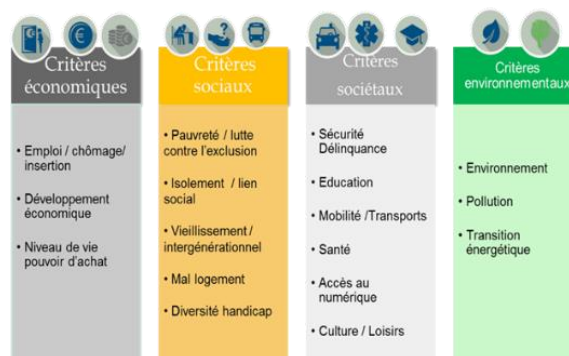 Critères
économiques
• Emploi / chômage/
insertion
• Développement
économique
• Niveau de vie
pouvoir d'achat
Critères
sociaux
• Pauvreté / lutte
contre l'exclusion
• Isolement / lien
social
• Vieillissement /
intergénérationnel
• Mal logement
• Diversité handicap
Critères
sociétaux
• Sécurité
Délinquance
• Education
• Mobilité /Transports
• Santé
• Accès au
numérique
• Culture / Loisirs
Critères
environnementaux
• Environnement
• Pollution
• Transition
énergétique